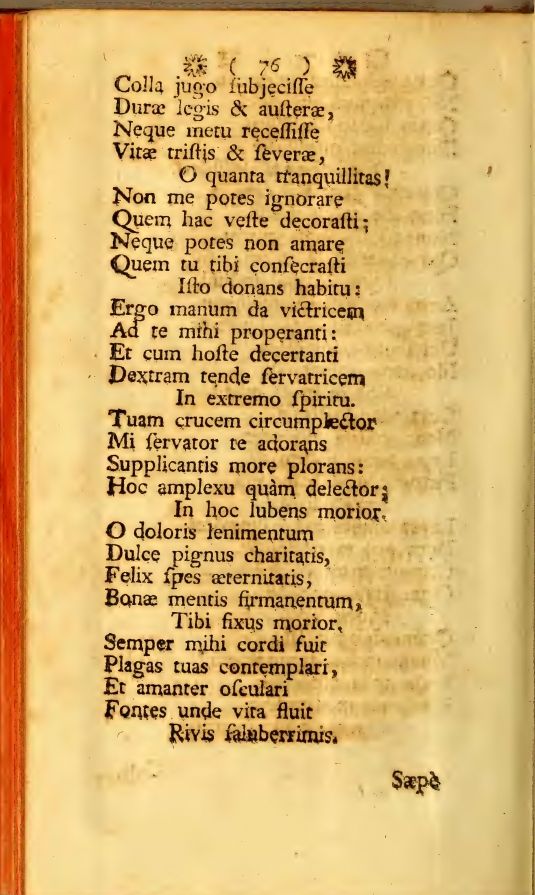 ( 76 )
Colla jugo ſubjeciſſe
Duræ legis & auſteræ,
Neque metu receſſiſſe
Vitæ triſtis & ſeveræ,
O quanta tranquillitas!
Non me potes ignorare
Quem hac veſte decoraſti;
Neque potes non amare
Quem tu tibi conſecraſti
Iſto donans habitu:
Ergo manum da victricem
Ad te mihi properanti:
Et cum hoſte decertanti
Dextram tende ſervatricem
In extremo ſpiritu.
Tuam crucem circumplector
Mi ſervator te adorans
Supplicantis more plorans:
Hoc amplexu quàm delector;
In hoc lubens morior.
O doloris lenimentum
Dulce pignus charitatis,
Felix ſpes æternitatis,
Bonæ mentis firmanentum,
Tibi fixus morior.
Semper mihi cordi fuit
Plagas tuas contemplari,
Et amanter oſculari
Fontes unde vita fluit
Rivis ſaluberrimis.
Sæpè